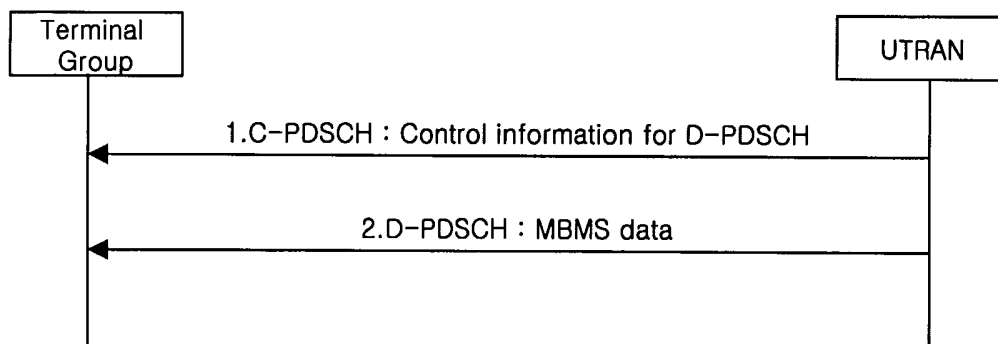 Terminal
Group
UTRAN
1.C-PDSCH : Control information for D-PDSCH
2.D-PDSCH : MBMS data